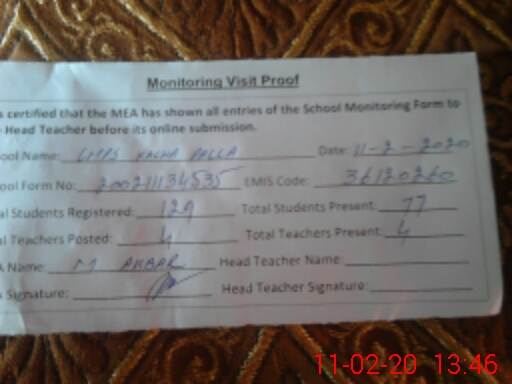 Monitoring Visit Proof
certified that the MEA has shown all entries of the School Monitoring Form to
Head Teacher before its online submission.
ool Name: LMPS KACHA PACCA Date: 11-2-2020
ool Form No: 200211134535 EMIS Code: 36120260
al Students Registered: 129 Total Students Present: 77
al Teachers Posted: 4 Total Teachers Present: 4
Name: M AKBAR Head Teacher Name:
Signature: Head Teacher Signature:
11-02-20 13:46